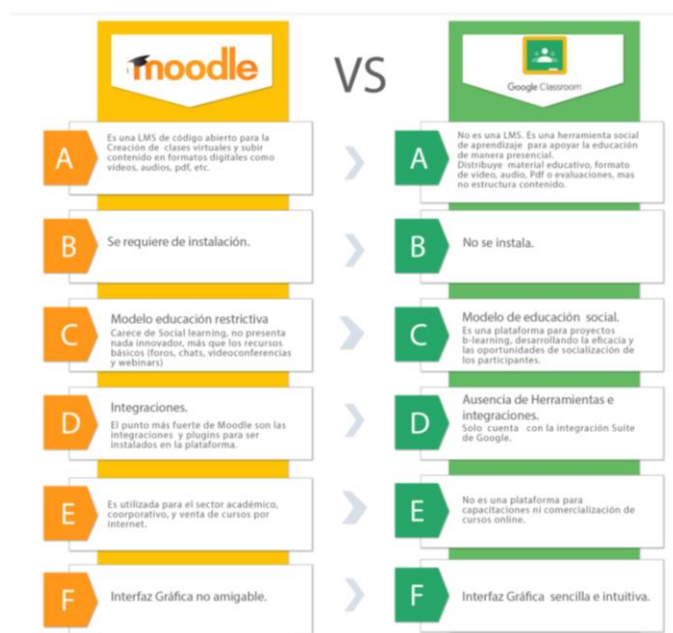 moodle
VS
Google Classroom
A
Es una LMS de código abierto para la
Creación de clases virtuales y subir
contenido en formatos digitales como
videos, audios, pdf, etc.
A
No es una LMS. Es una herramienta social
de aprendizaje para apoyar la educación
de manera presencial.
Distribuye material educativo, formato
de vídeo, audio, Pdf o evaluaciones, mas
no estructura contenido.
B
Se requiere de instalación.
B
No se instala.
C
Modelo educación restrictiva
Carece de Social learning, no presenta
nada innovador, más que los recursos
básicos (foros, chats, videoconferencias
y webinars)
C
Modelo de educación social.
Es una plataforma para proyectos
b-learning, desarrollando la eficacia y
las oportunidades de socialización de
los participantes.
D
Integraciones.
El punto más fuerte de Moodle son las
integraciones y plugins para ser
instalados en la plataforma.
D
Ausencia de Herramientas e
integraciones.
Solo cuenta con la integración Suite
de Google.
E
Es utilizada para el sector académico,
coorporativo, y venta de cursos por
internet.
E
No es una plataforma para
capacitaciones ni comercialización de
cursos online.
F
Interfaz Gráfica no amigable.
F
Interfaz Gráfica sencilla e intuitiva.